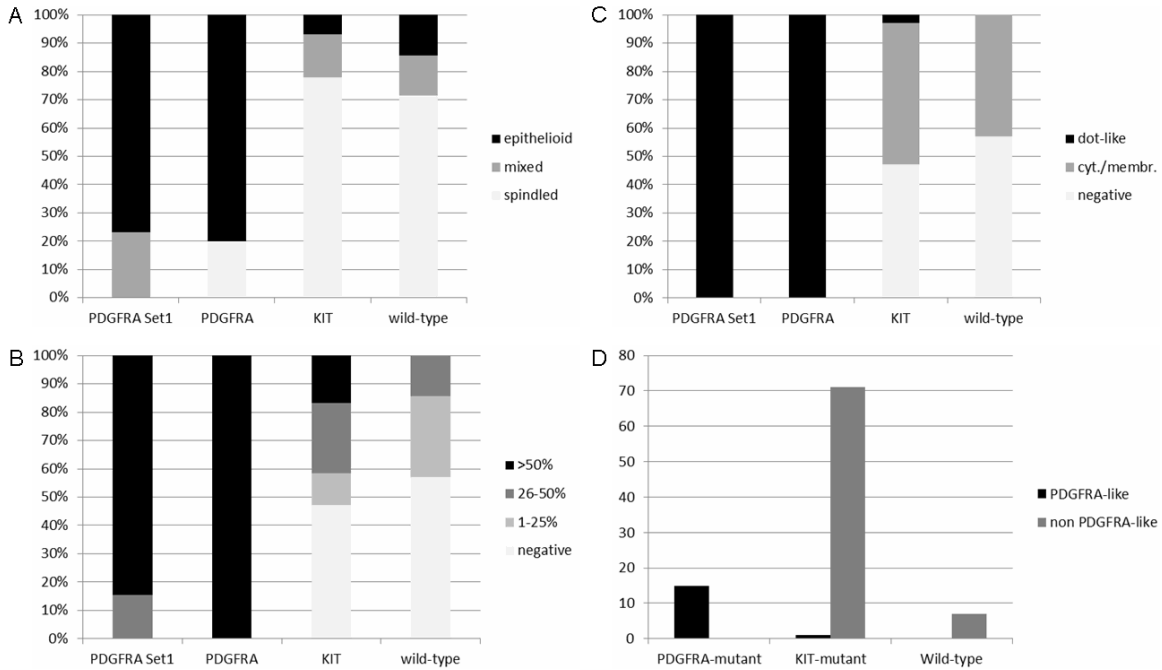 A
100%
90%
80%
70%
60%
50%
40%
30%
20%
10%
0%
PDGFRA Set1 PDGFRA KIT wild-type
epithelioid
mixed
spindled
C
100%
90%
80%
70%
60%
50%
40%
30%
20%
10%
0%
PDGFRA Set1 PDGFRA KIT wild-type
dot-like
cyt./membr.
negative
B
100%
90%
80%
70%
60%
50%
40%
30%
20%
10%
0%
PDGFRA Set1 PDGFRA KIT wild-type
>50%
26-50%
1-25%
negative
D
80
70
60
50
40
30
20
10
0
PDGFRA-mutant KIT-mutant Wild-type
PDGFRA-like
non PDGFRA-like